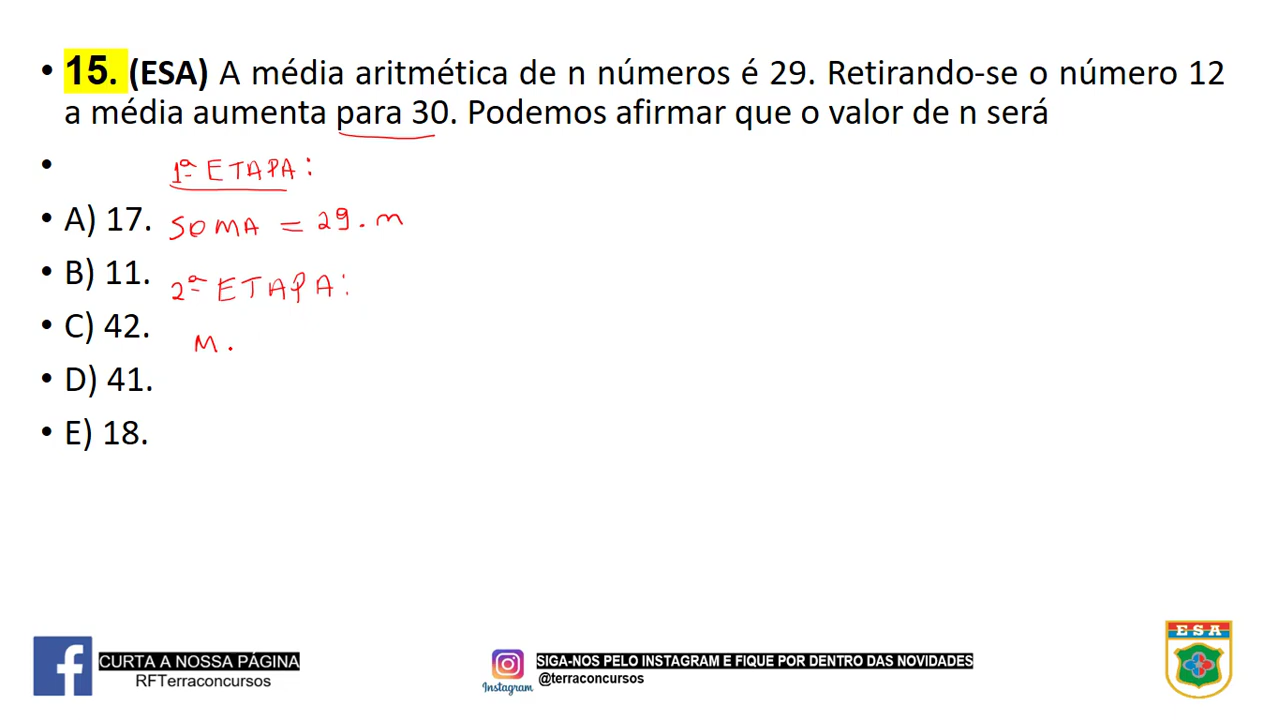 • 15. (ESA) A média aritmética de n números é 29. Retirando-se o número 12
a média aumenta para 30. Podemos afirmar que o valor de n será
•
1ª ETAPA:
• A) 17.
SOMA = 29.n
• B) 11.
2ª ETAPA:
• C) 42.
M.
• D) 41.
• E) 18.
CURTA A NOSSA PÁGINA
RFTerraconcursos
Instagram
SIGA-NOS PELO INSTAGRAM E FIQUE POR DENTRO DAS NOVIDADES
@terraconcursos
ESA